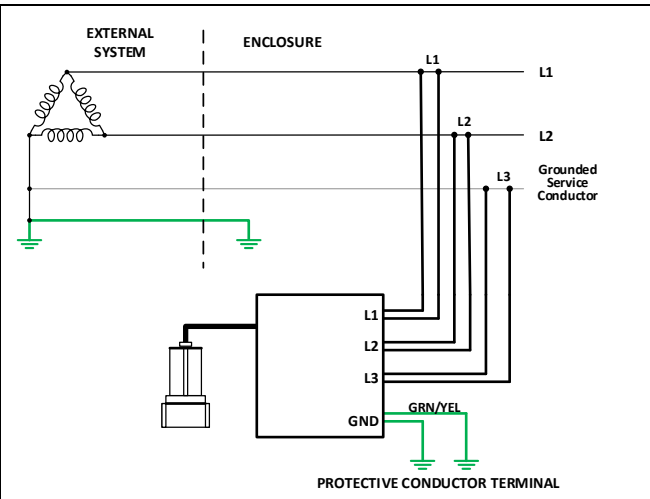 EXTERNAL
SYSTEM
ENCLOSURE
L1
L1
L2
L2
L3
Grounded
Service
Conductor
L1
L2
L3
GRN/YEL
GND
PROTECTIVE CONDUCTOR TERMINAL